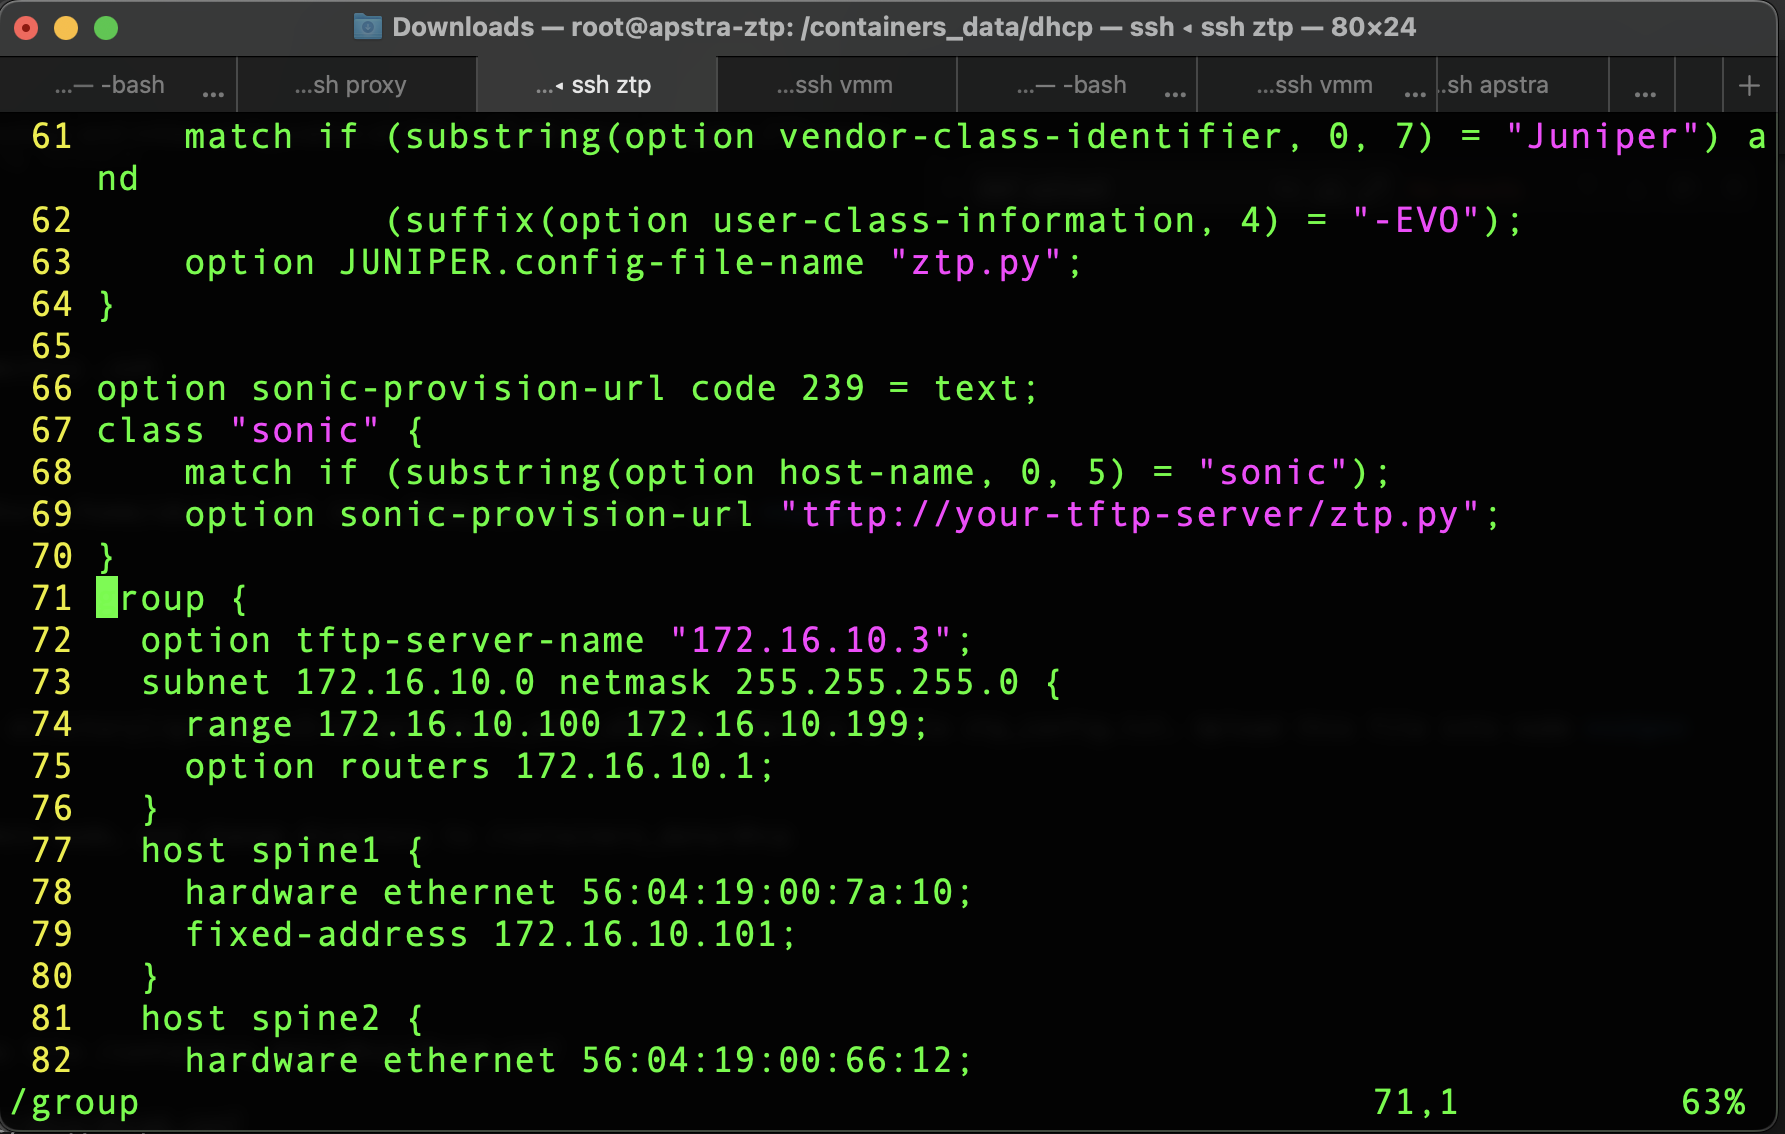 Downloads — root@apstra-ztp: /containers_data/dhcp — ssh ◂ ssh ztp — 80×24
...— -bash ... ...sh proxy ...◂ ssh ztp ...ssh vmm ...— -bash ... ...ssh vmm ... ..sh apstra ... +
61     match if (substring(option vendor-class-identifier, 0, 7) = "Juniper") a
nd
62              (suffix(option user-class-information, 4) = "-EVO");
63     option JUNIPER.config-file-name "ztp.py";
64 }
65
66 option sonic-provision-url code 239 = text;
67 class "sonic" {
68     match if (substring(option host-name, 0, 5) = "sonic");
69     option sonic-provision-url "tftp://your-tftp-server/ztp.py";
70 }
71 group {
72   option tftp-server-name "172.16.10.3";
73   subnet 172.16.10.0 netmask 255.255.255.0 {
74     range 172.16.10.100 172.16.10.199;
75     option routers 172.16.10.1;
76   }
77   host spine1 {
78     hardware ethernet 56:04:19:00:7a:10;
79     fixed-address 172.16.10.101;
80   }
81   host spine2 {
82     hardware ethernet 56:04:19:00:66:12;
/group 71,1 63%